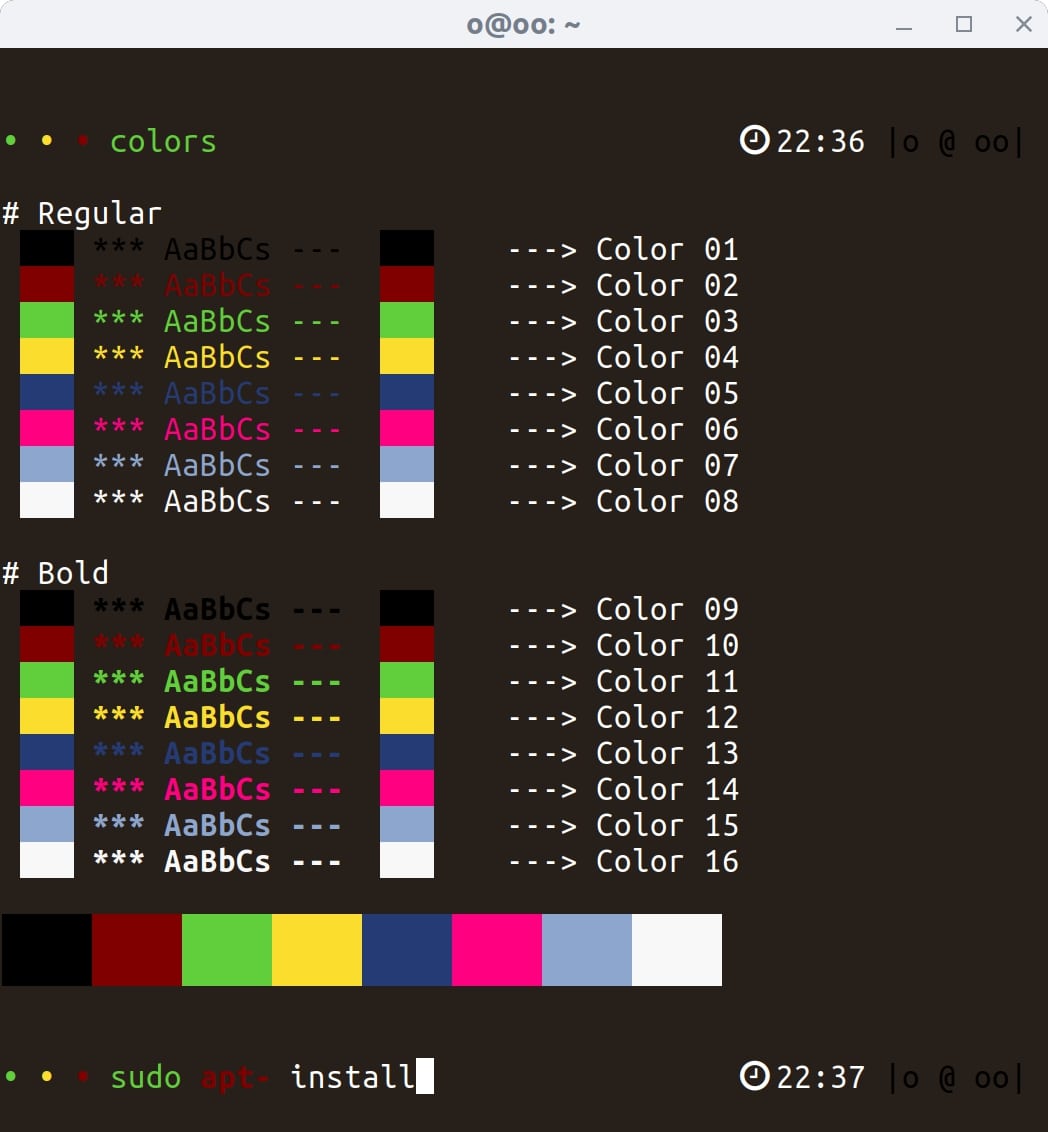 o@oo: ~
• • • colors 22:36 |o @ oo|
# Regular
*** AaBbCs --- ---> Color 01
*** AaBbCs --- ---> Color 02
*** AaBbCs --- ---> Color 03
*** AaBbCs --- ---> Color 04
*** AaBbCs --- ---> Color 05
*** AaBbCs --- ---> Color 06
*** AaBbCs --- ---> Color 07
*** AaBbCs --- ---> Color 08
# Bold
*** AaBbCs --- ---> Color 09
*** AaBbCs --- ---> Color 10
*** AaBbCs --- ---> Color 11
*** AaBbCs --- ---> Color 12
*** AaBbCs --- ---> Color 13
*** AaBbCs --- ---> Color 14
*** AaBbCs --- ---> Color 15
*** AaBbCs --- ---> Color 16
• • • sudo apt- install 22:37 |o @ oo|